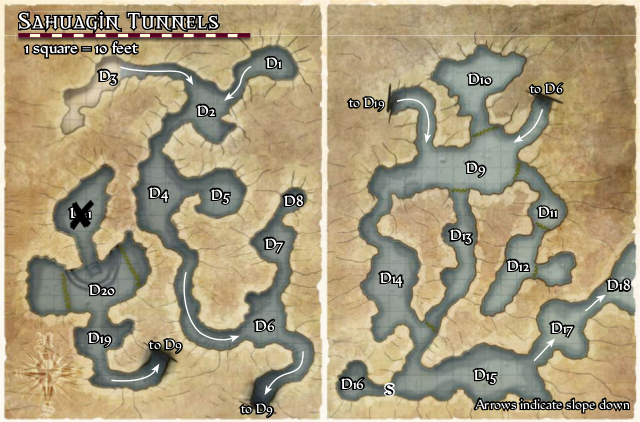 Sahuagin Tunnels
1 square = 10 feet
D3
D1
D2
D4
D5
D8
D7
D20
D6
D19
to D9
to D9
D10
to D19
to D6
D9
D11
D13
D12
D14
D18
D17
D15
D16
S
Arrows indicate slope down